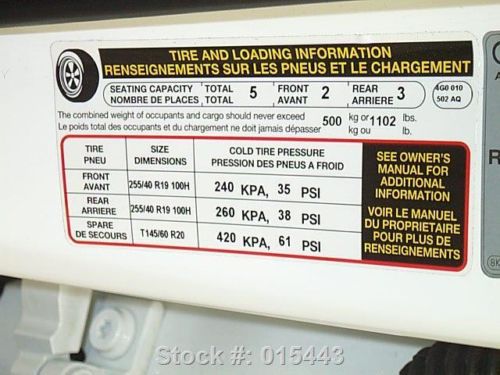 TIRE AND LOADING INFORMATION
RENSEIGNEMENTS SUR LES PNEUS ET LE CHARGEMENT
SEATING CAPACITY TOTAL 5 FRONT 2 REAR 3
NOMBRE DE PLACES TOTAL AVANT ARRIERE
4G0 010
502 AQ
The combined weight of occupants and cargo should never exceed 500 kg or 1102 lbs.
Le poids total des occupants et du chargement ne doit jamais dépasser kg ou lb.
TIRE SIZE COLD TIRE PRESSURE
PNEU DIMENSIONS PRESSION DES PNEUS A FROID
FRONT
AVANT 255/40 R19 100H 240 KPA, 35 PSI
REAR
ARRIERE 255/40 R19 100H 260 KPA, 38 PSI
SPARE
DE SECOURS T145/60 R20 420 KPA, 61 PSI
SEE OWNER'S
MANUAL FOR
ADDITIONAL
INFORMATION
VOIR LE MANUEL
DU PROPRIETAIRE
POUR PLUS DE
RENSEIGNEMENTS
Stock #: 015443